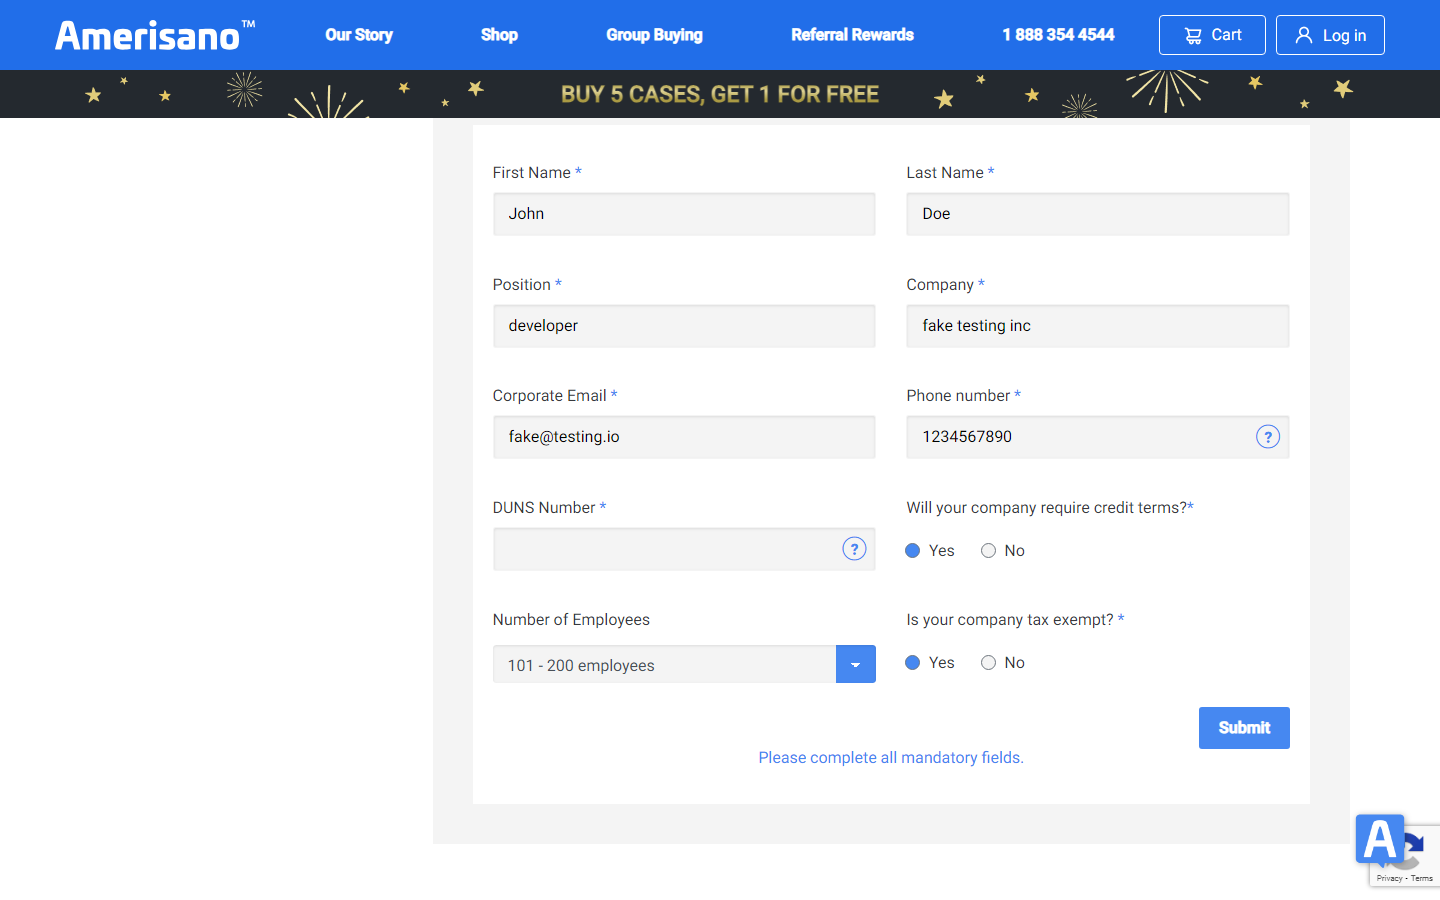 Amerisano™
Our Story
Shop
Group Buying
Referral Rewards
1 888 354 4544
Cart
Log in
BUY 5 CASES, GET 1 FOR FREE
First Name *
Last Name *
John
Doe
Position *
Company *
developer
fake testing inc
Corporate Email *
Phone number *
fake@testing.io
1234567890
?
DUNS Number *
Will your company require credit terms?*
?
Yes
No
Number of Employees
Is your company tax exempt? *
101 - 200 employees
Yes
No
Submit
Please complete all mandatory fields.
A
Privacy - Terms